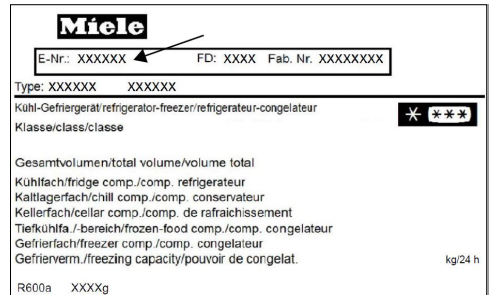 Miele
E-Nr.: XXXXXX FD: XXXX Fab. Nr. XXXXXXXX
Type: XXXXXX XXXXXX
Kühl-Gefriergerät/refrigerator-freezer/refrigerateur-congelateur
Klasse/class/classe
Gesamtvolumen/total volume/volume total
Kühlfach/fridge comp./comp. refrigerateur
Kaltlagerfach/chill comp./comp. conservateur
Kellerfach/cellar comp./comp. de rafraichissement
Tiefkühlfa./-bereich/frozen-food comp./comp. congelateur
Gefrierfach/freezer comp./comp. congelateur
Gefrierverm./freezing capacity/pouvoir de congelat. kg/24 h
R600a XXXXg